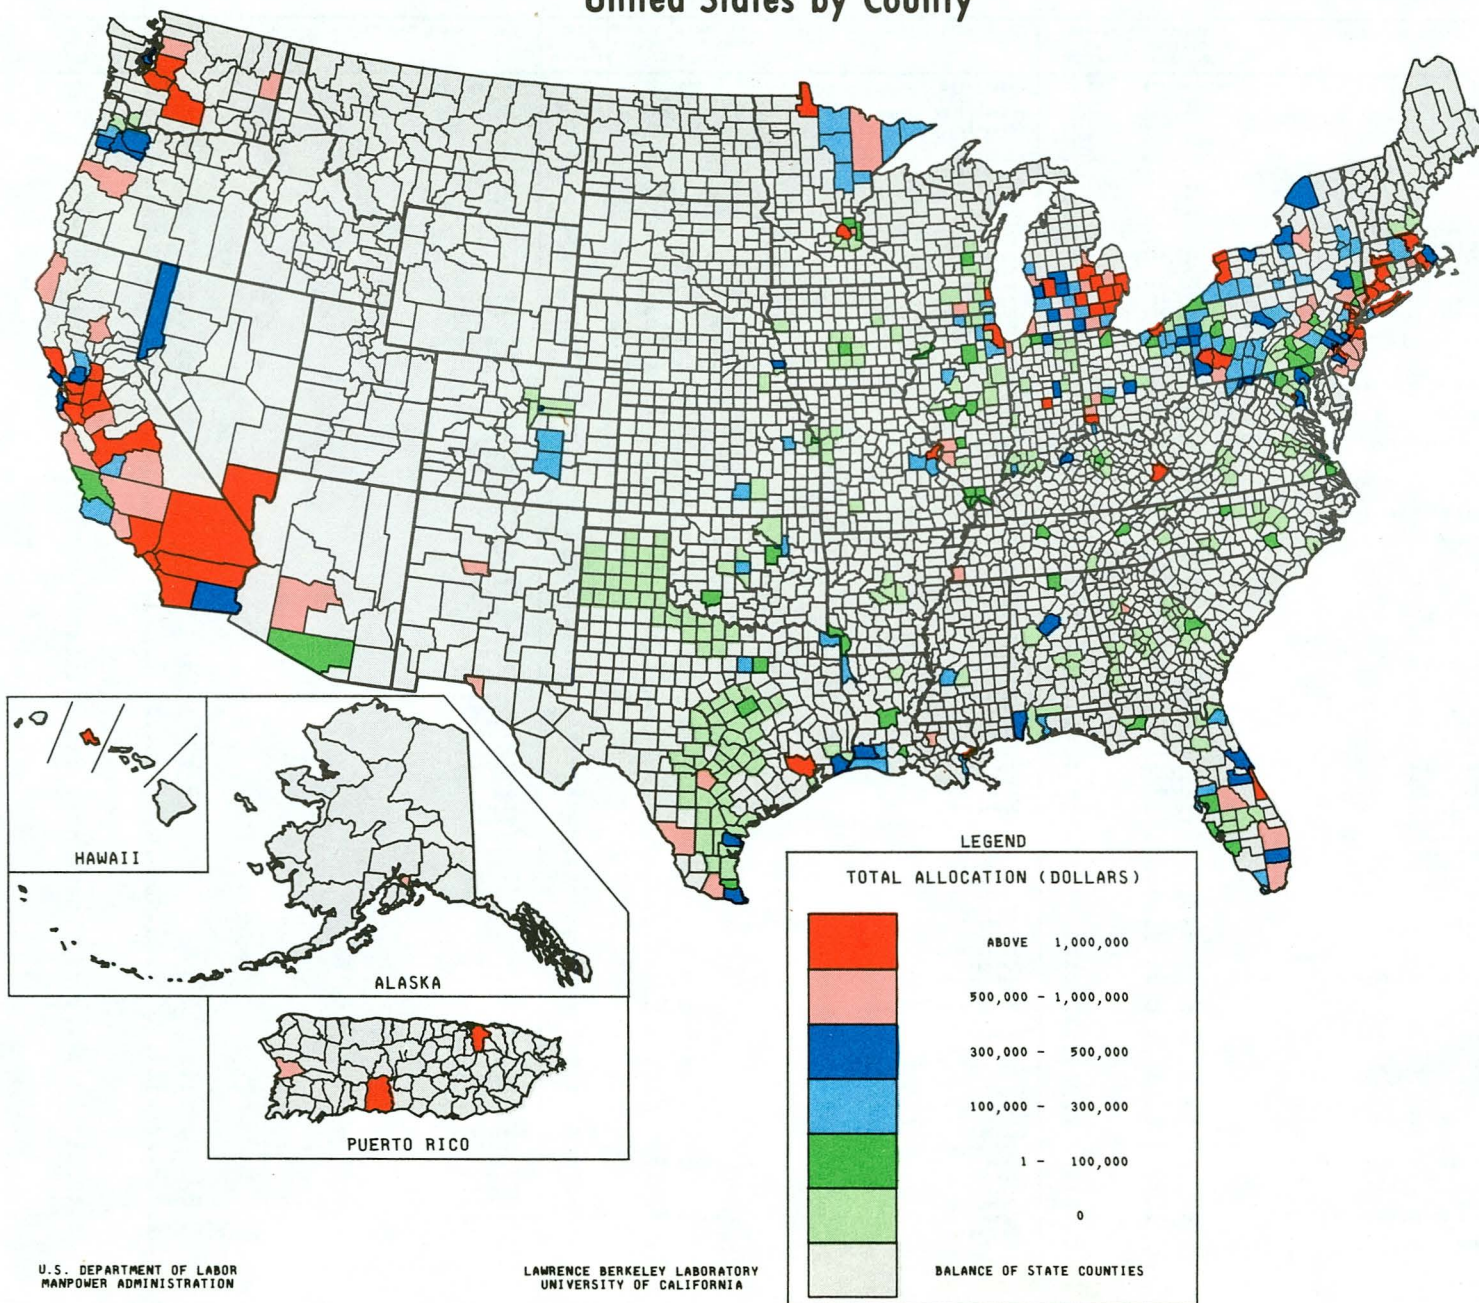 United States by County
HAWAII
ALASKA
PUERTO RICO
LEGEND
TOTAL ALLOCATION (DOLLARS)
ABOVE 1,000,000
500,000 - 1,000,000
300,000 - 500,000
100,000 - 300,000
1 - 100,000
0
BALANCE OF STATE COUNTIES
U.S. DEPARTMENT OF LABOR
MANPOWER ADMINISTRATION
LAWRENCE BERKELEY LABORATORY
UNIVERSITY OF CALIFORNIA